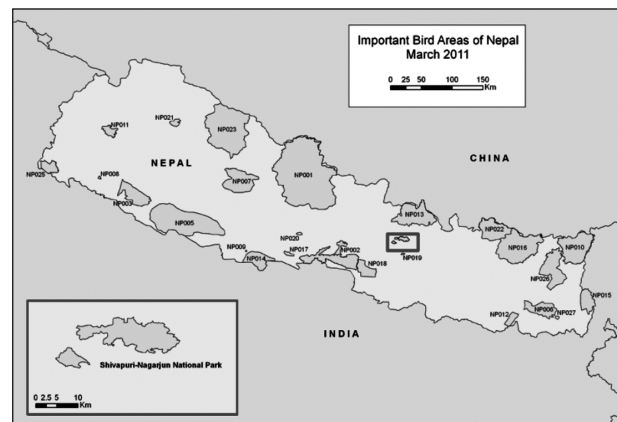 Important Bird Areas of Nepal
March 2011
0 25 50 100 150
Km
NP011
NP021
NP023
NEPAL
CHINA
NP025
NP008
NP007
NP001
NP003
NP005
NP013
NP022
NP016
NP010
NP020
NP009
NP017
NP002
NP014
NP018
NP019
NP026
NP015
NP012
NP006
NP027
INDIA
Shivapuri-Nagarjun National Park
0 2.5 5 10
Km